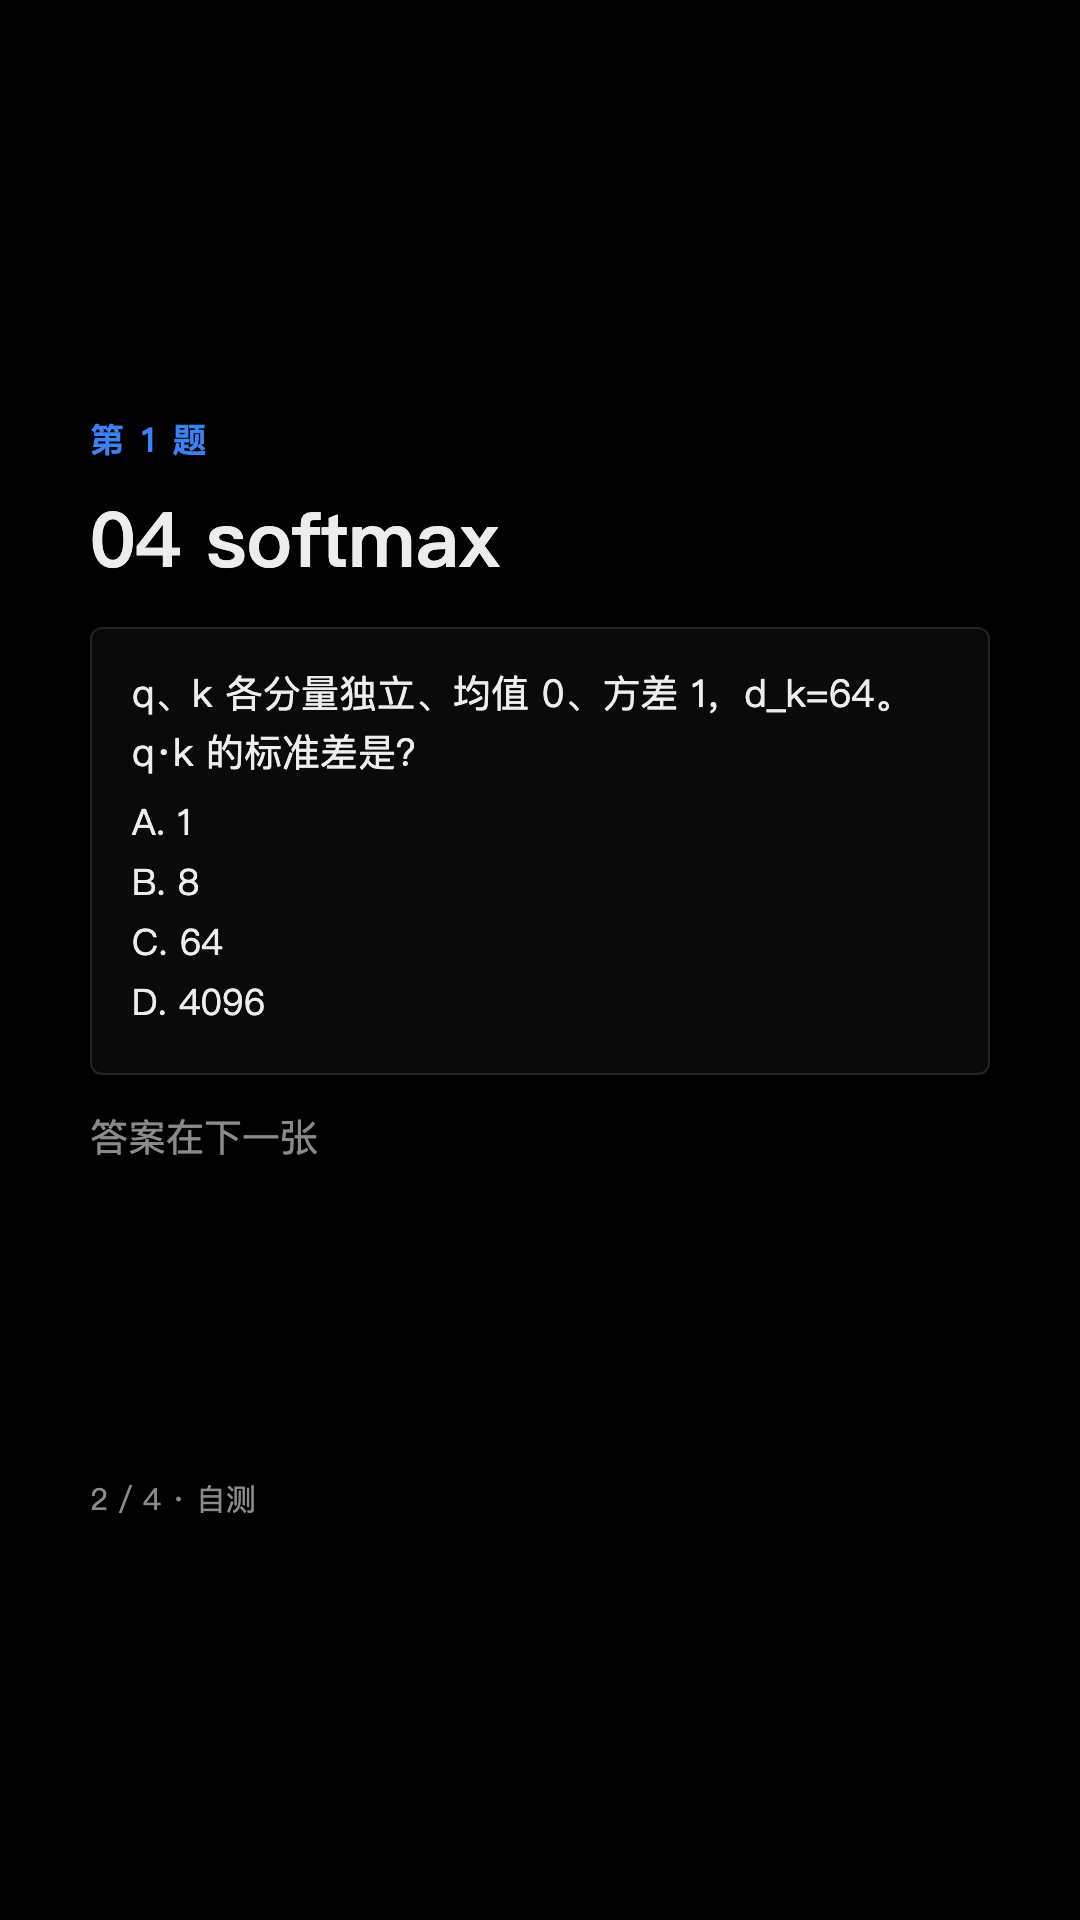 第 1 题
04 softmax
q、k 各分量独立、均值 0、方差 1，d_k=64。
q·k 的标准差是?
A. 1
B. 8
C. 64
D. 4096
答案在下一张
2 / 4 · 自测